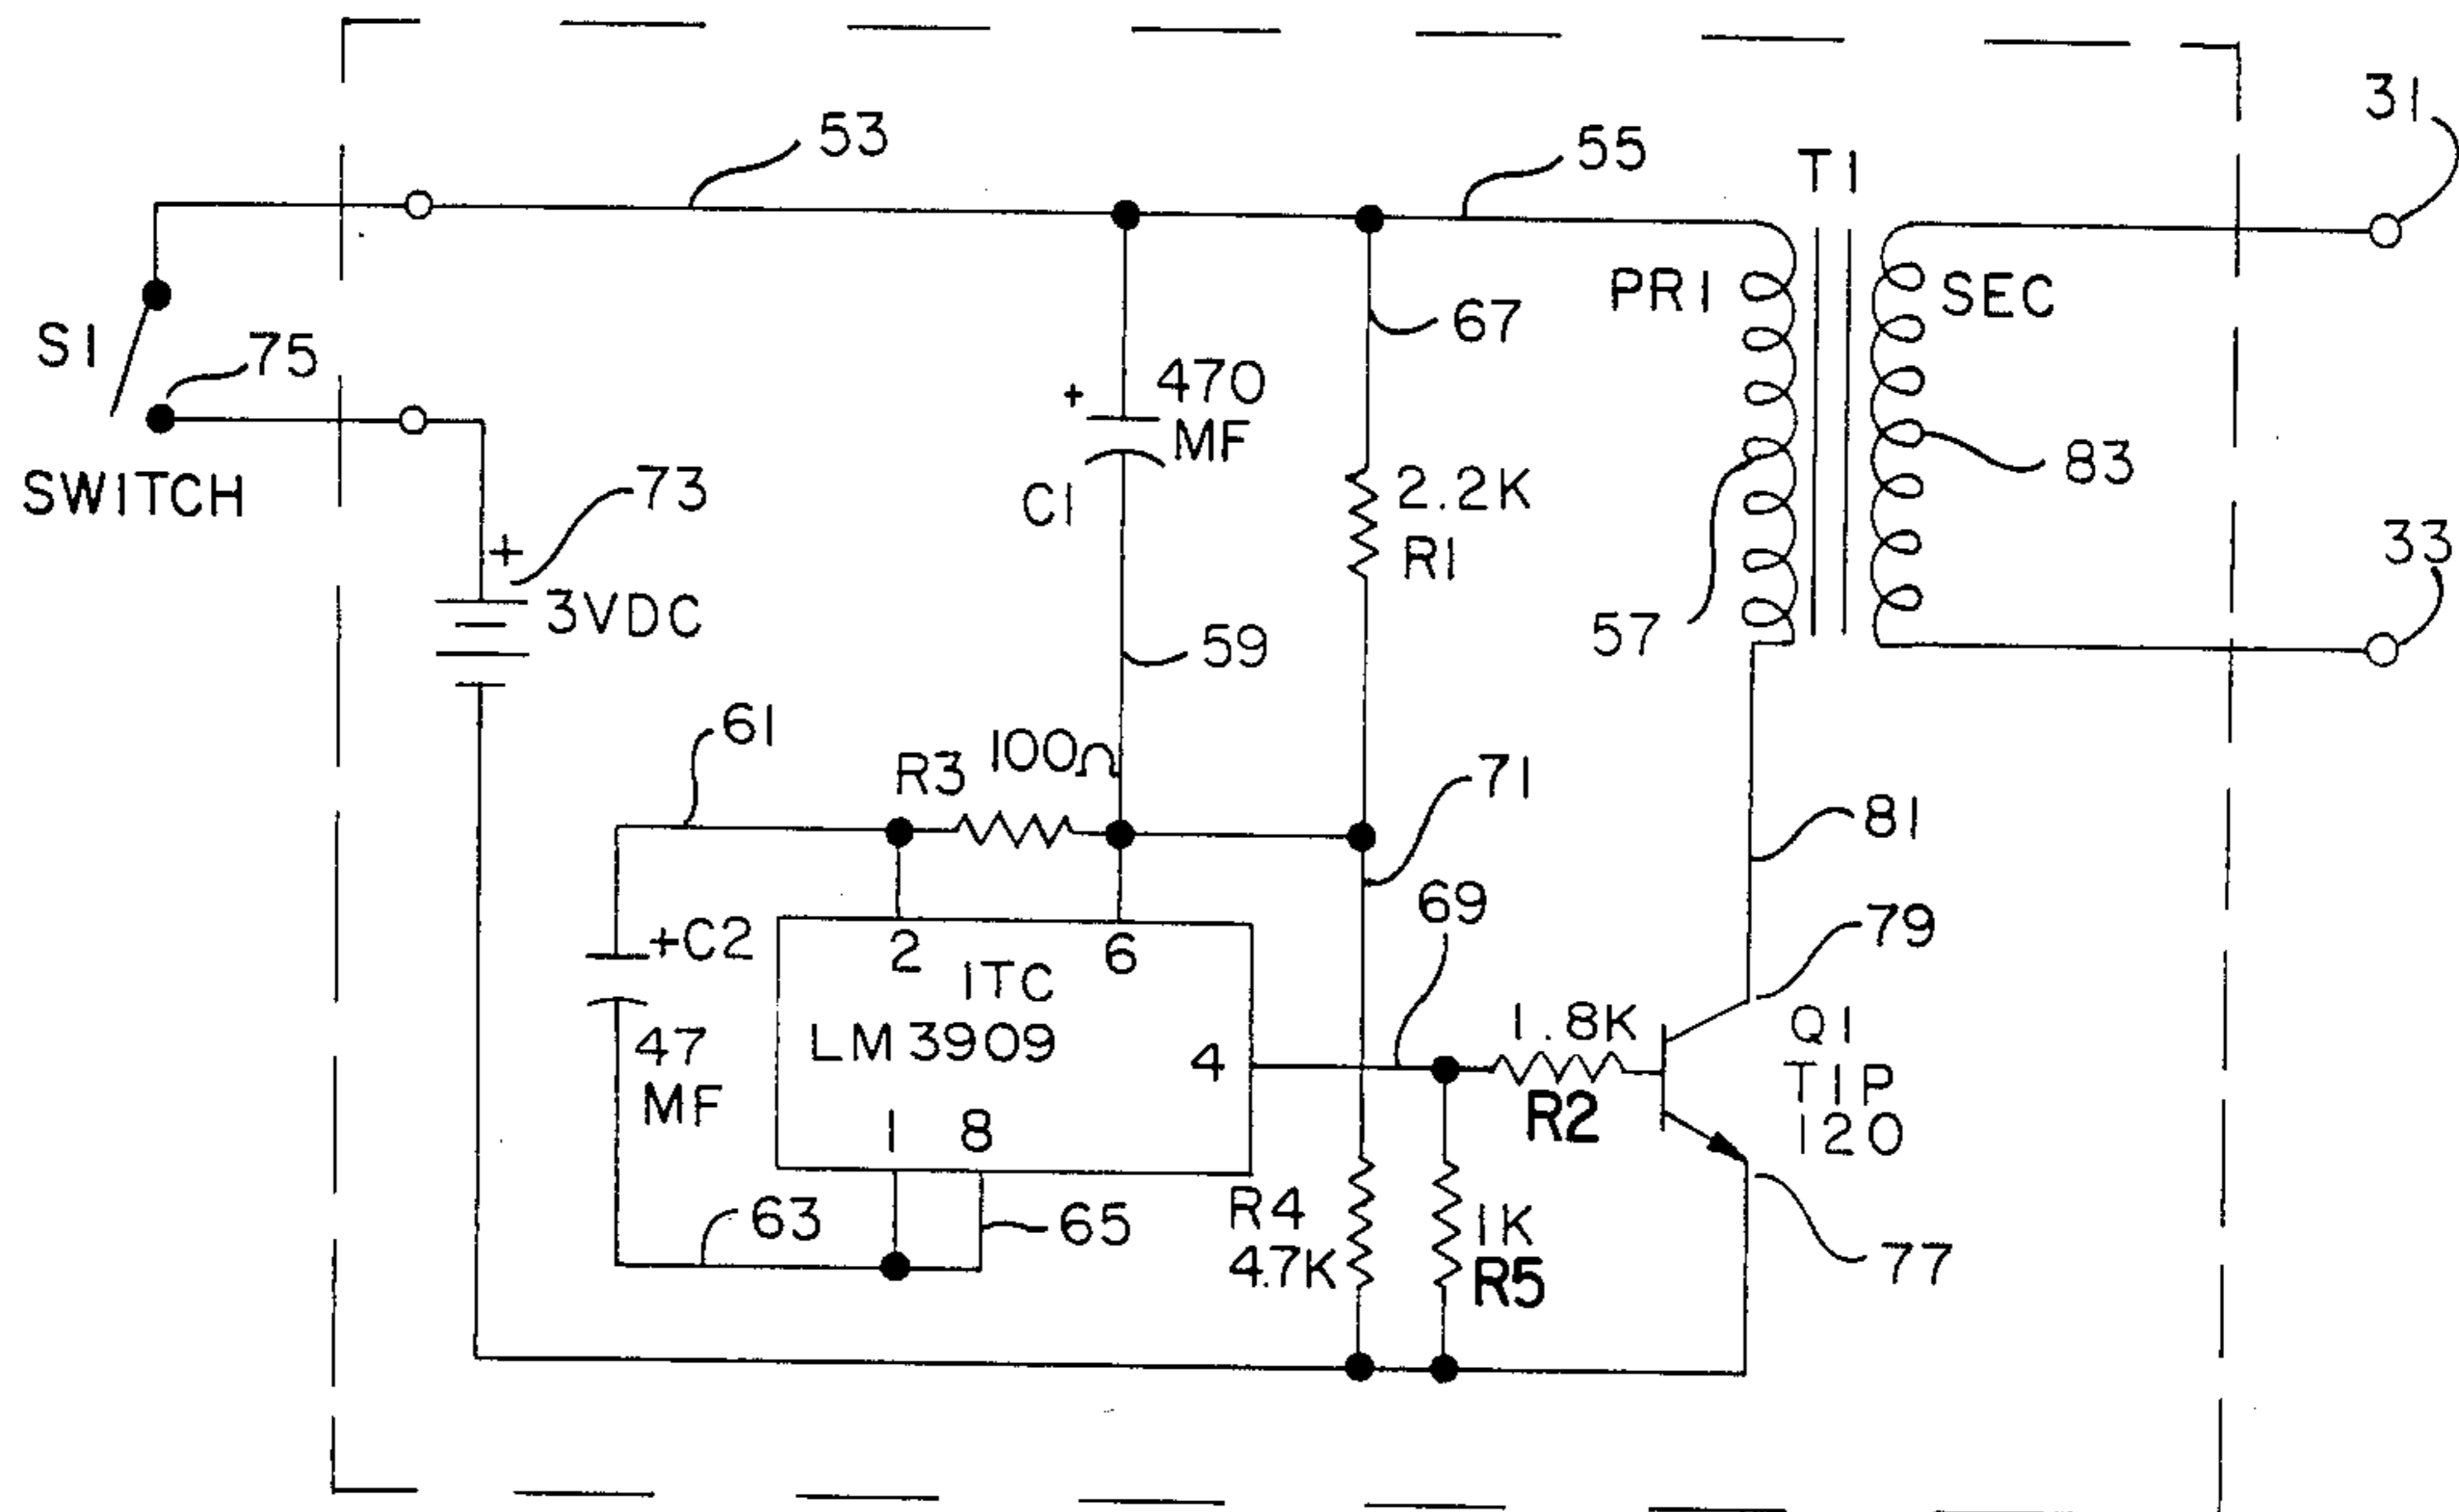 31
53
55
T1
PRI
SEC
67
S1
75
470
MF
+
C1
SWITCH
73
2.2K
R1
83
33
+
3VDC
57
59
61
R3
100Ω
71
81
69
79
+C2
2
6
ITC
LM 3909
4
47
MF
1.8K
R2
Q1
TIP
120
1
8
63
65
R4
4.7K
1K
R5
77